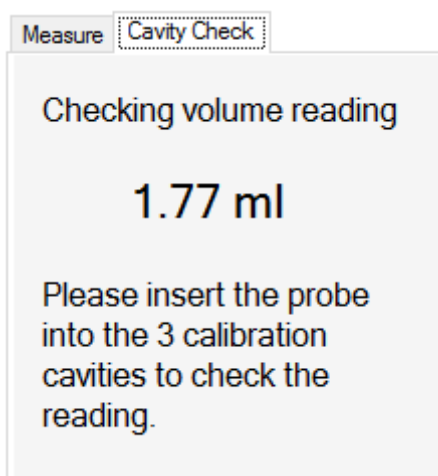 Measure Cavity Check
Checking volume reading
1.77 ml
Please insert the probe
into the 3 calibration
cavities to check the
reading.